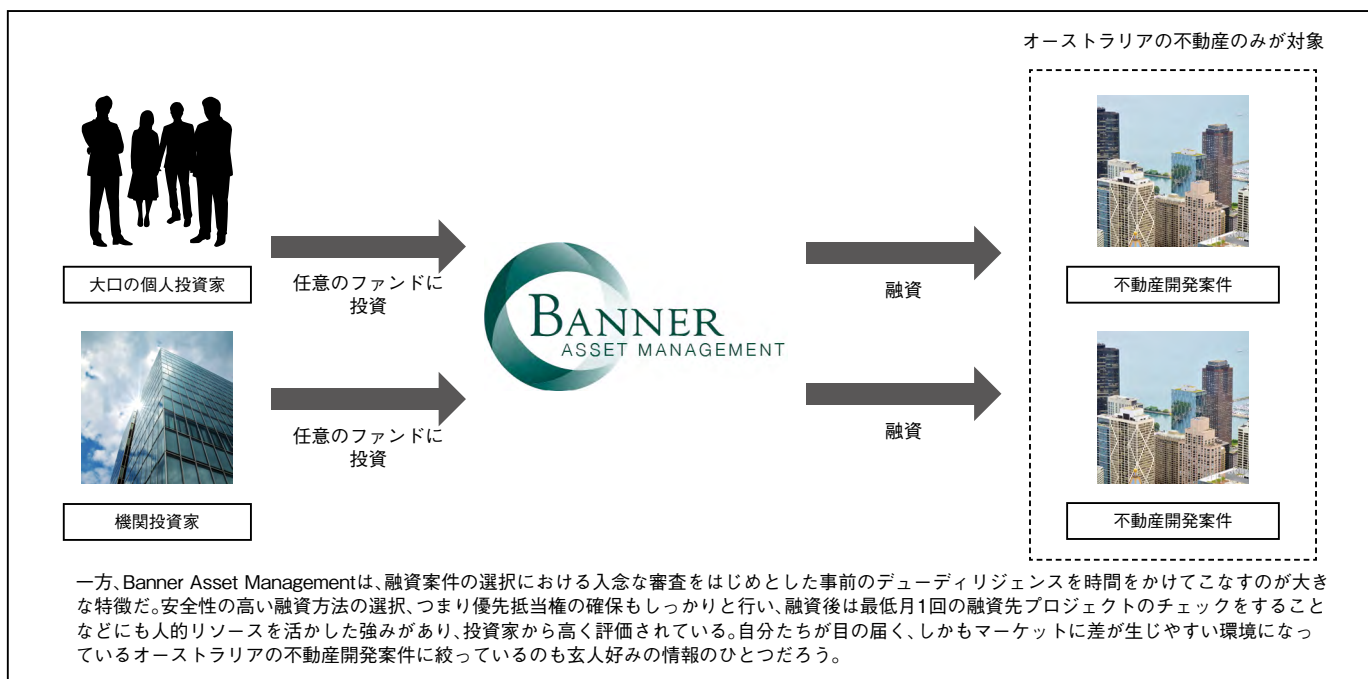 オーストラリアの不動産のみが対象
大口の個人投資家
任意のファンドに
投資
BANNER
ASSET MANAGEMENT
融資
不動産開発案件
機関投資家
任意のファンドに
投資
融資
不動産開発案件
一方、Banner Asset Managementは、融資案件の選択における入念な審査をはじめとした事前のデューディリジェンスを時間をかけてこなすのが大き
な特徴だ。安全性の高い融資方法の選択、つまり優先抵当権の確保もしっかりと行い、融資後は最低月1回の融資先プロジェクトのチェックをすること
などにも人的リソースを活かした強みがあり、投資家から高く評価されている。自分たちが目の届く、しかもマーケットに差が生じやすい環境になっ
ているオーストラリアの不動産開発案件に絞っているのも玄人好みの情報のひとつだろう。